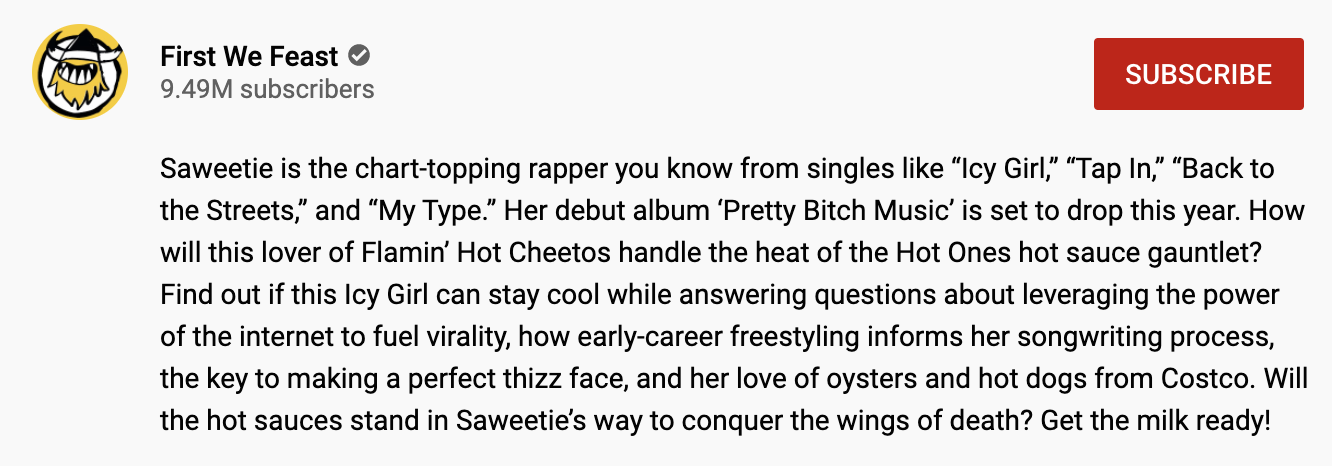 First We Feast
9.49M subscribers
SUBSCRIBE
Saweetie is the chart-topping rapper you know from singles like “Icy Girl,” “Tap In,” “Back to
the Streets,” and “My Type.” Her debut album ‘Pretty Bitch Music’ is set to drop this year. How
will this lover of Flamin’ Hot Cheetos handle the heat of the Hot Ones hot sauce gauntlet?
Find out if this Icy Girl can stay cool while answering questions about leveraging the power
of the internet to fuel virality, how early-career freestyling informs her songwriting process,
the key to making a perfect thizz face, and her love of oysters and hot dogs from Costco. Will
the hot sauces stand in Saweetie’s way to conquer the wings of death? Get the milk ready!